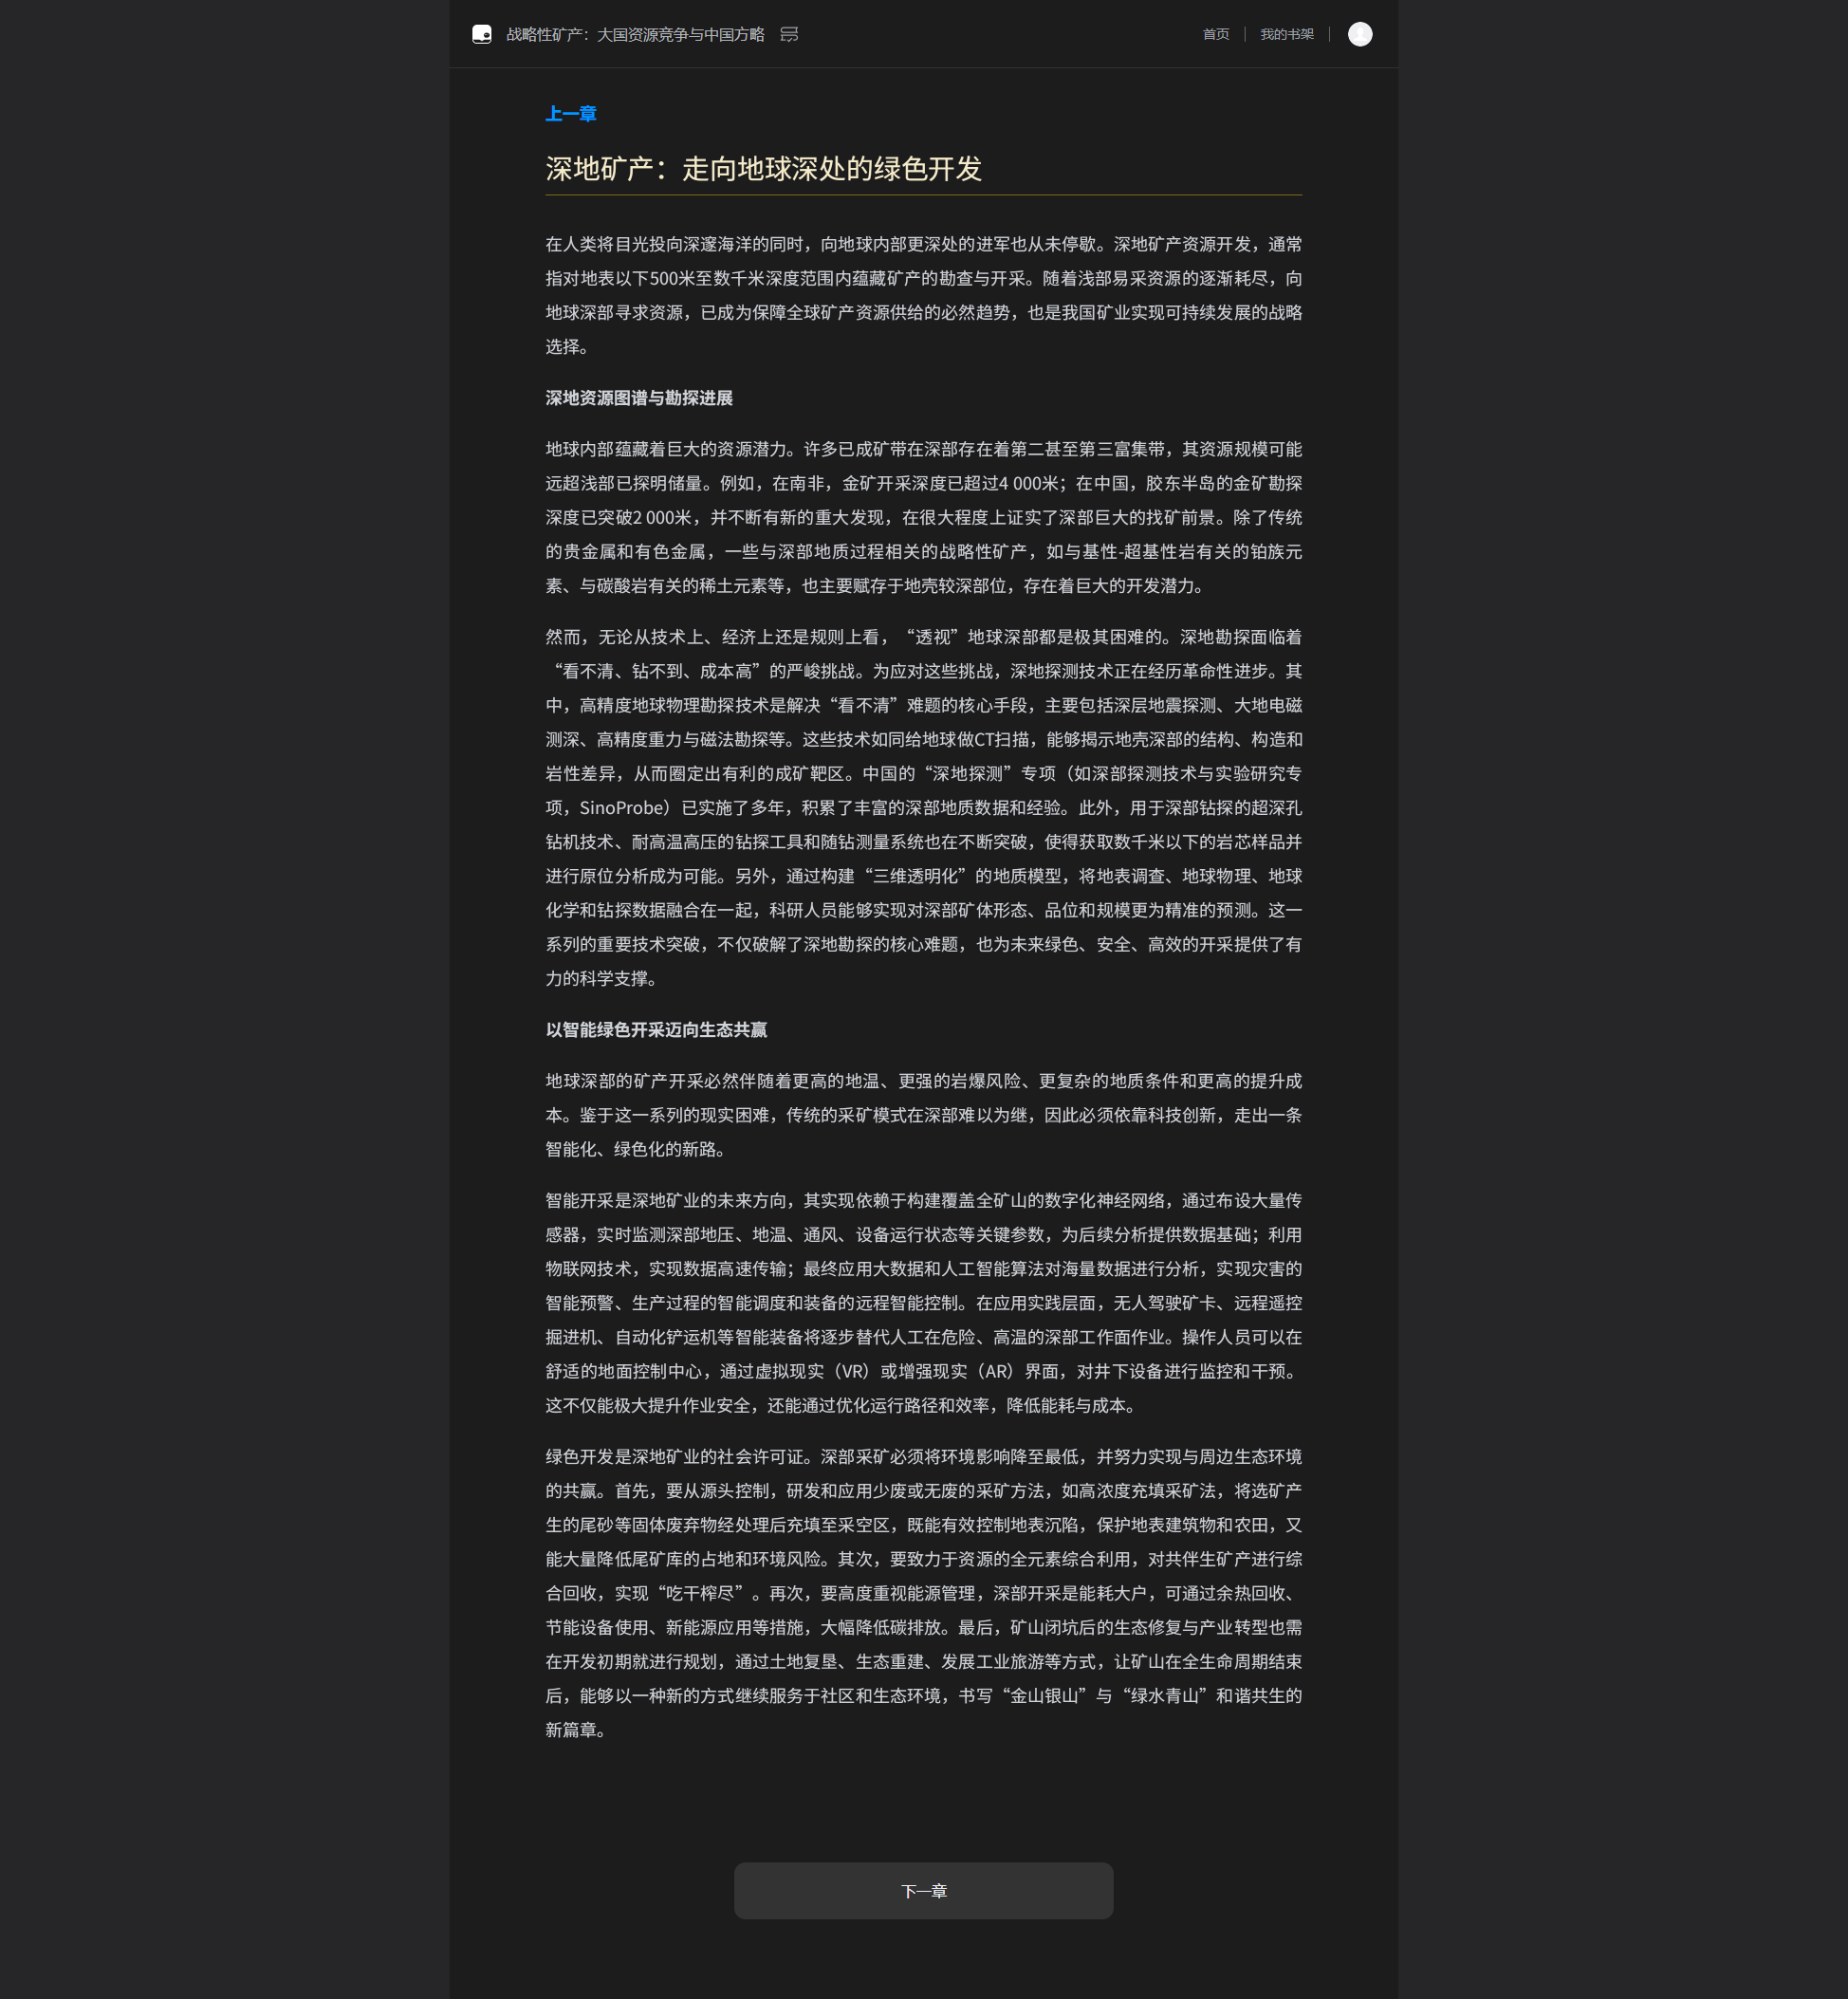 战略性矿产：大国资源竞争与中国方略
首页
我的书架
上一章
深地矿产：走向地球深处的绿色开发
在人类将目光投向深邃海洋的同时，向地球内部更深处的进军也从未停歇。深地矿产资源开发，通常
指对地表以下500米至数千米深度范围内蕴藏矿产的勘查与开采。随着浅部易采资源的逐渐耗尽，向
地球深部寻求资源，已成为保障全球矿产资源供给的必然趋势，也是我国矿业实现可持续发展的战略
选择。
深地资源图谱与勘探进展
地球内部蕴藏着巨大的资源潜力。许多已成矿带在深部存在着第二甚至第三富集带，其资源规模可能
远超浅部已探明储量。例如，在南非，金矿开采深度已超过4 000米；在中国，胶东半岛的金矿勘探
深度已突破2 000米，并不断有新的重大发现，在很大程度上证实了深部巨大的找矿前景。除了传统
的贵金属和有色金属，一些与深部地质过程相关的战略性矿产，如与基性-超基性岩有关的铂族元
素、与碳酸岩有关的稀土元素等，也主要赋存于地壳较深部位，存在着巨大的开发潜力。
然而，无论从技术上、经济上还是规则上看，“透视”地球深部都是极其困难的。深地勘探面临着
“看不清、钻不到、成本高”的严峻挑战。为应对这些挑战，深地探测技术正在经历革命性进步。其
中，高精度地球物理勘探技术是解决“看不清”难题的核心手段，主要包括深层地震探测、大地电磁
测深、高精度重力与磁法勘探等。这些技术如同给地球做CT扫描，能够揭示地壳深部的结构、构造和
岩性差异，从而圈定出有利的成矿靶区。中国的“深地探测”专项（如深部探测技术与实验研究专
项，SinoProbe）已实施了多年，积累了丰富的深部地质数据和经验。此外，用于深部钻探的超深孔
钻机技术、耐高温高压的钻探工具和随钻测量系统也在不断突破，使得获取数千米以下的岩芯样品并
进行原位分析成为可能。另外，通过构建“三维透明化”的地质模型，将地表调查、地球物理、地球
化学和钻探数据融合在一起，科研人员能够实现对深部矿体形态、品位和规模更为精准的预测。这一
系列的重要技术突破，不仅破解了深地勘探的核心难题，也为未来绿色、安全、高效的开采提供了有
力的科学支撑。
以智能绿色开采迈向生态共赢
地球深部的矿产开采必然伴随着更高的地温、更强的岩爆风险、更复杂的地质条件和更高的提升成
本。鉴于这一系列的现实困难，传统的采矿模式在深部难以为继，因此必须依靠科技创新，走出一条
智能化、绿色化的新路。
智能开采是深地矿业的未来方向，其实现依赖于构建覆盖全矿山的数字化神经网络，通过布设大量传
感器，实时监测深部地压、地温、通风、设备运行状态等关键参数，为后续分析提供数据基础；利用
物联网技术，实现数据高速传输；最终应用大数据和人工智能算法对海量数据进行分析，实现灾害的
智能预警、生产过程的智能调度和装备的远程智能控制。在应用实践层面，无人驾驶矿卡、远程遥控
掘进机、自动化铲运机等智能装备将逐步替代人工在危险、高温的深部工作面作业。操作人员可以在
舒适的地面控制中心，通过虚拟现实（VR）或增强现实（AR）界面，对井下设备进行监控和干预。
这不仅能极大提升作业安全，还能通过优化运行路径和效率，降低能耗与成本。
绿色开发是深地矿业的社会许可证。深部采矿必须将环境影响降至最低，并努力实现与周边生态环境
的共赢。首先，要从源头控制，研发和应用少废或无废的采矿方法，如高浓度充填采矿法，将选矿产
生的尾砂等固体废弃物经处理后充填至采空区，既能有效控制地表沉陷，保护地表建筑物和农田，又
能大量降低尾矿库的占地和环境风险。其次，要致力于资源的全元素综合利用，对共伴生矿产进行综
合回收，实现“吃干榨尽”。再次，要高度重视能源管理，深部开采是能耗大户，可通过余热回收、
节能设备使用、新能源应用等措施，大幅降低碳排放。最后，矿山闭坑后的生态修复与产业转型也需
在开发初期就进行规划，通过土地复垦、生态重建、发展工业旅游等方式，让矿山在全生命周期结束
后，能够以一种新的方式继续服务于社区和生态环境，书写“金山银山”与“绿水青山”和谐共生的
新篇章。
下一章